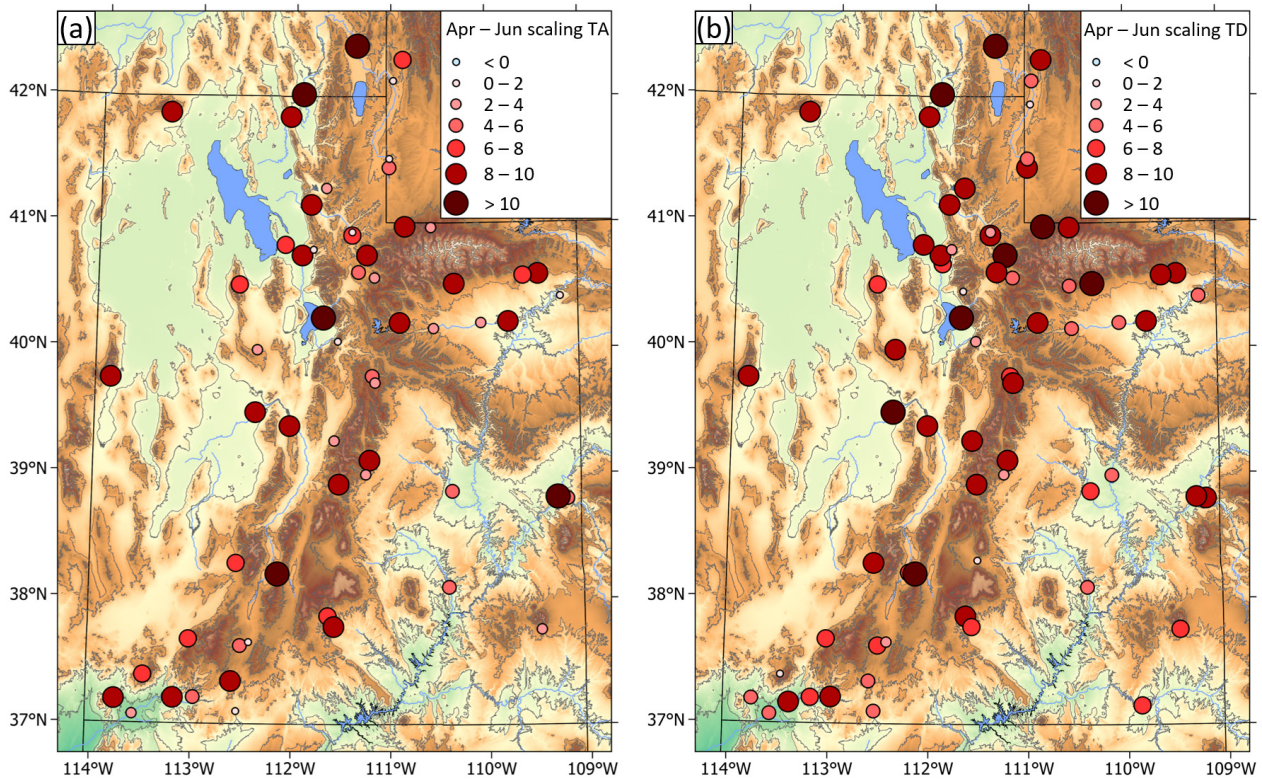 (a)
Apr – Jun scaling TA
< 0
0 – 2
2 – 4
4 – 6
6 – 8
8 – 10
> 10
42°N
41°N
40°N
39°N
38°N
37°N
114°W 113°W 112°W 111°W 110°W 109°W
(b)
Apr – Jun scaling TD
< 0
0 – 2
2 – 4
4 – 6
6 – 8
8 – 10
> 10
42°N
41°N
40°N
39°N
38°N
37°N
114°W 113°W 112°W 111°W 110°W 109°W